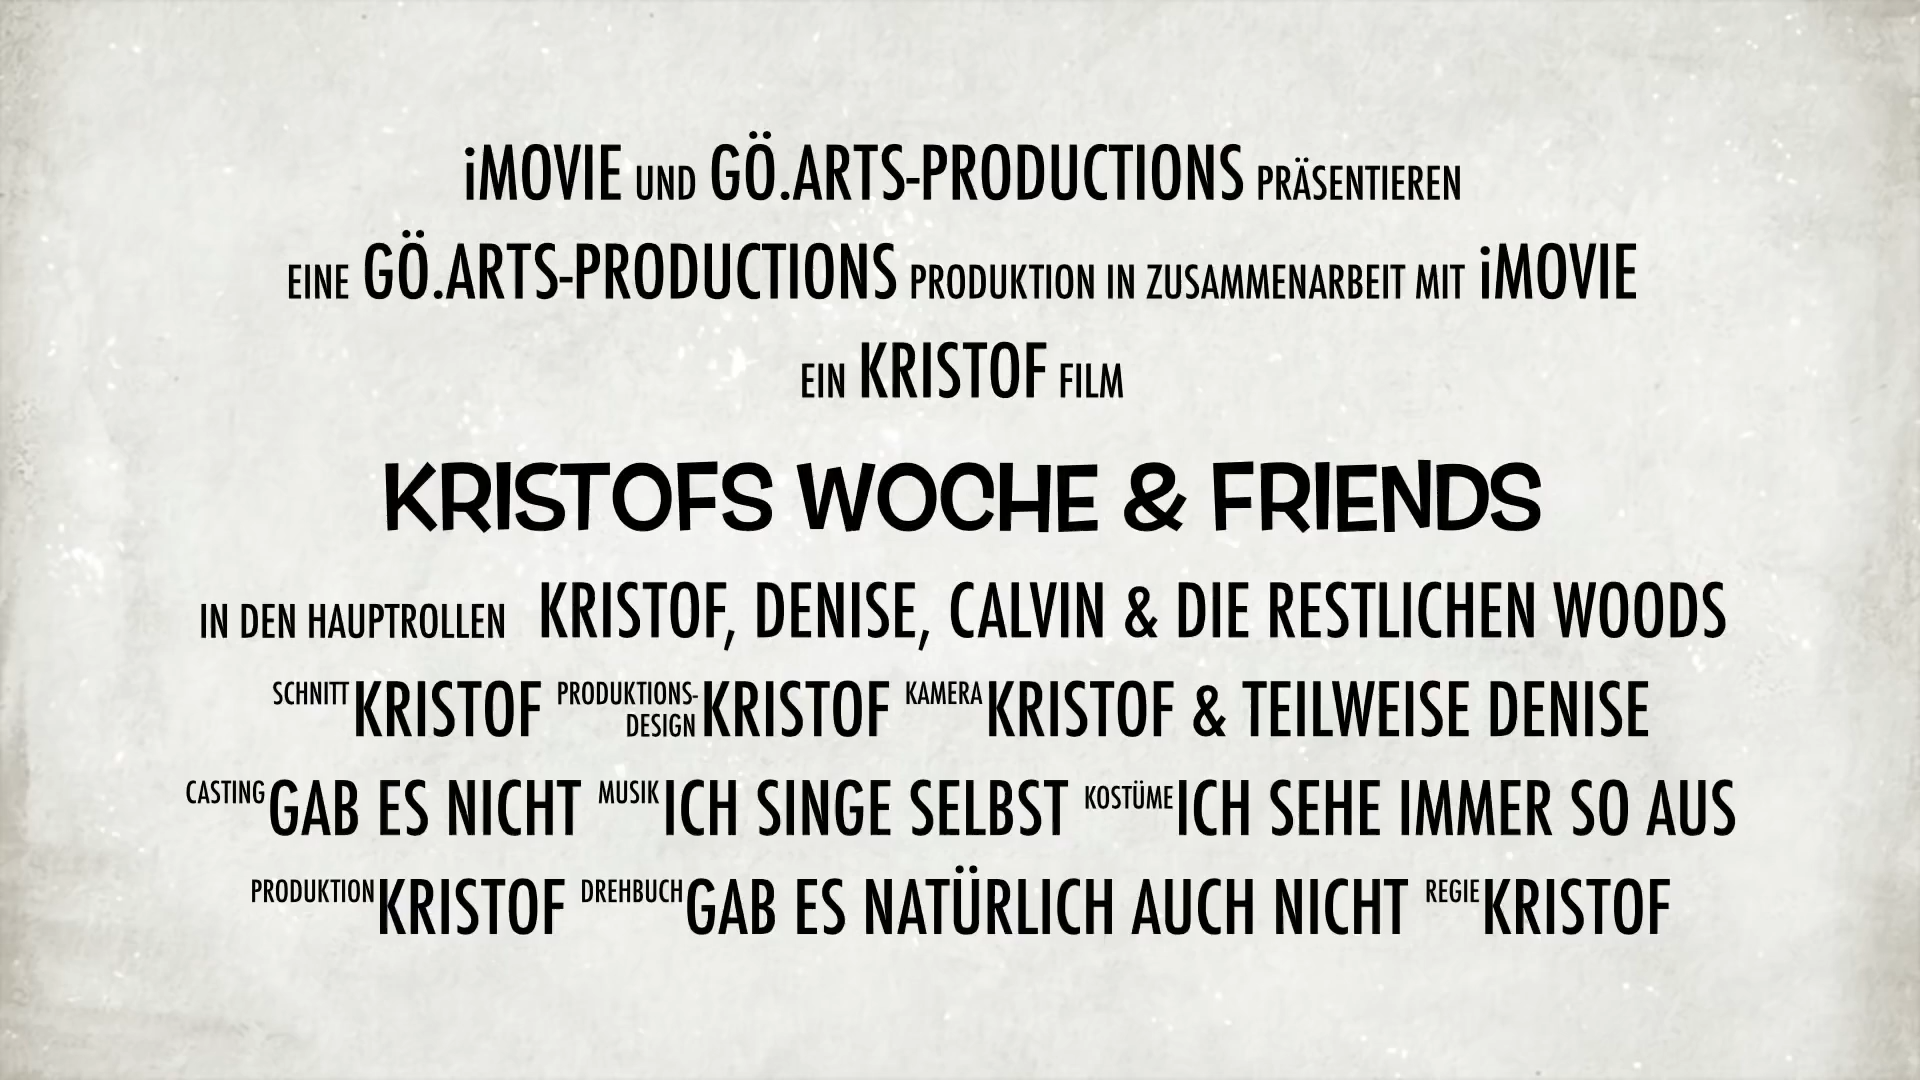 iMOVIE UND GÖ.ARTS-PRODUCTIONS PRÄSENTIEREN
EINE GÖ.ARTS-PRODUCTIONS PRODUKTION IN ZUSAMMENARBEIT MIT iMOVIE
EIN KRISTOF FILM
KRISTOFS WOCHE & FRIENDS
IN DEN HAUPTROLLEN KRISTOF, DENISE, CALVIN & DIE RESTLICHEN WOODS
SCHNITT KRISTOF PRODUKTIONS-DESIGN KRISTOF KAMERA KRISTOF & TEILWEISE DENISE
CASTING GAB ES NICHT MUSIK ICH SINGE SELBST KOSTÜME ICH SEHE IMMER SO AUS
PRODUKTION KRISTOF DREHBUCH GAB ES NATÜRLICH AUCH NICHT REGIE KRISTOF